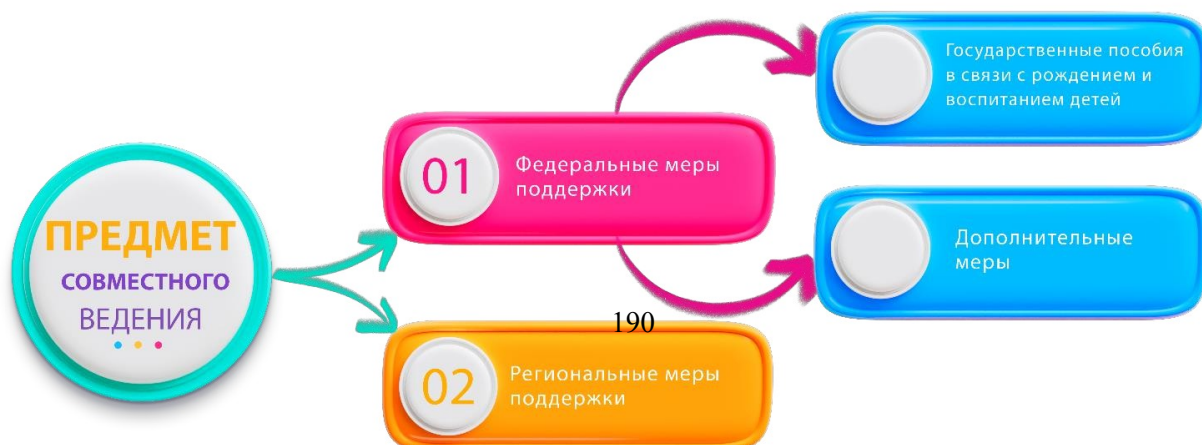 ПРЕДМЕТ
СОВМЕСТНОГО
ВЕДЕНИЯ
01
Федеральные меры
поддержки
Государственные пособия
в связи с рождением и
воспитанием детей
Дополнительные
меры
190
02
Региональные меры
поддержки